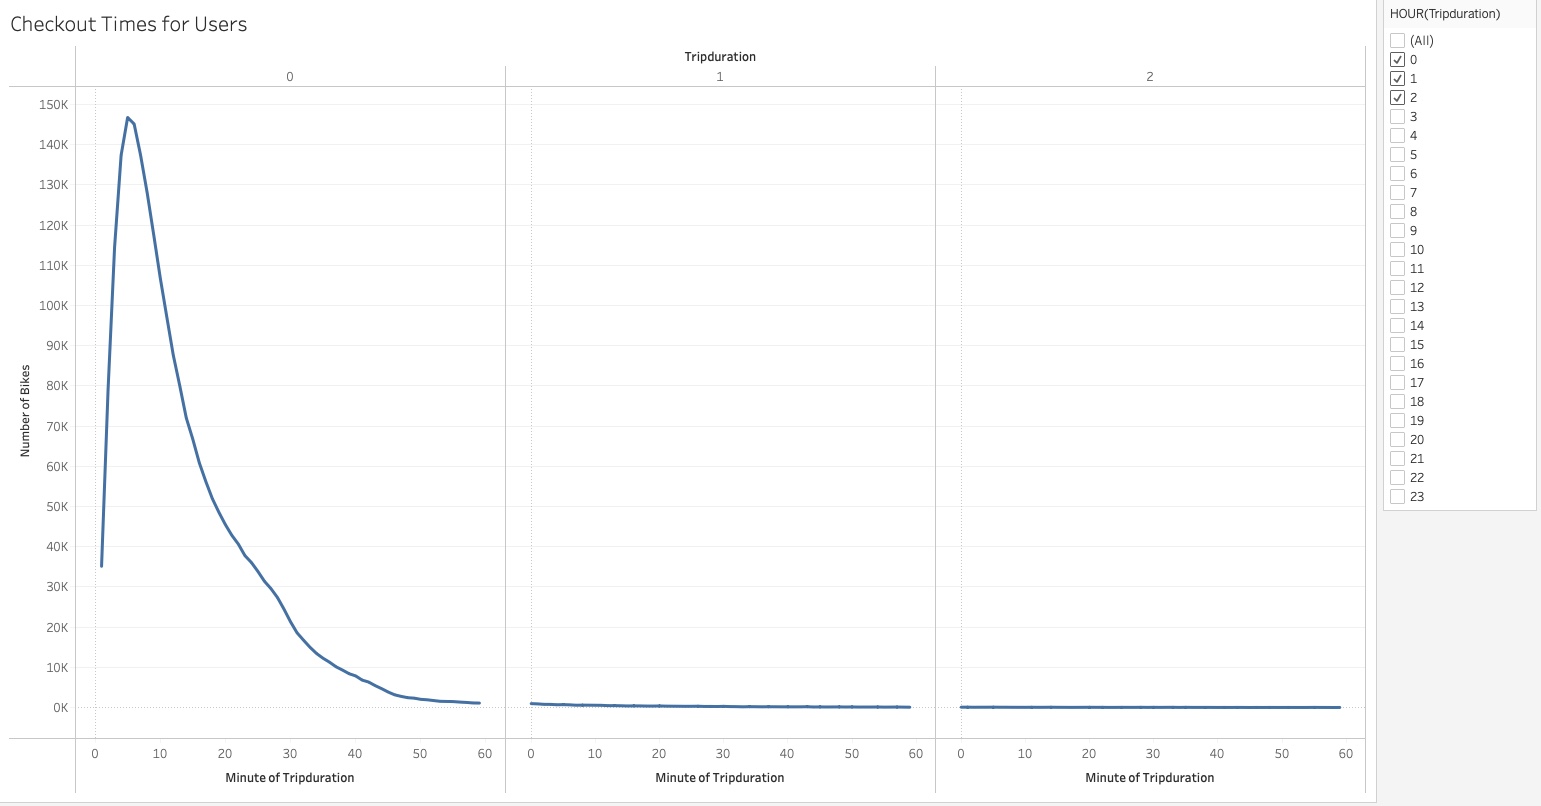 Checkout Times for Users
Tripduration
0 1 2
150K
140K
130K
120K
110K
100K
90K
80K
70K
60K
50K
40K
30K
20K
10K
0K
Number of Bikes
0 10 20 30 40 50 60 0 10 20 30 40 50 60 0 10 20 30 40 50 60
Minute of Tripduration Minute of Tripduration Minute of Tripduration
HOUR(Tripduration)
(All)
0
1
2
3
4
5
6
7
8
9
10
11
12
13
14
15
16
17
18
19
20
21
22
23